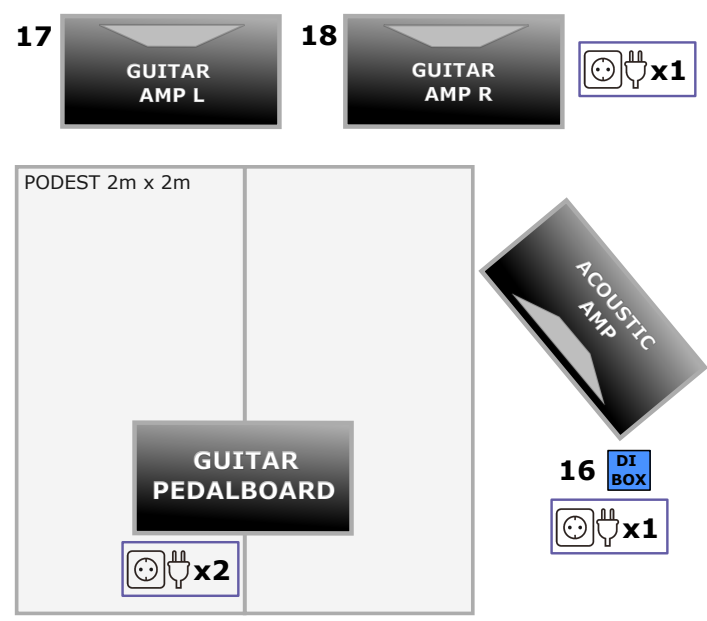 17
GUITAR
AMP L
18
GUITAR
AMP R
x1
PODEST 2m x 2m
ACOUSTIC
AMP
GUITAR
PEDALBOARD
16
DI
BOX
x1
x2